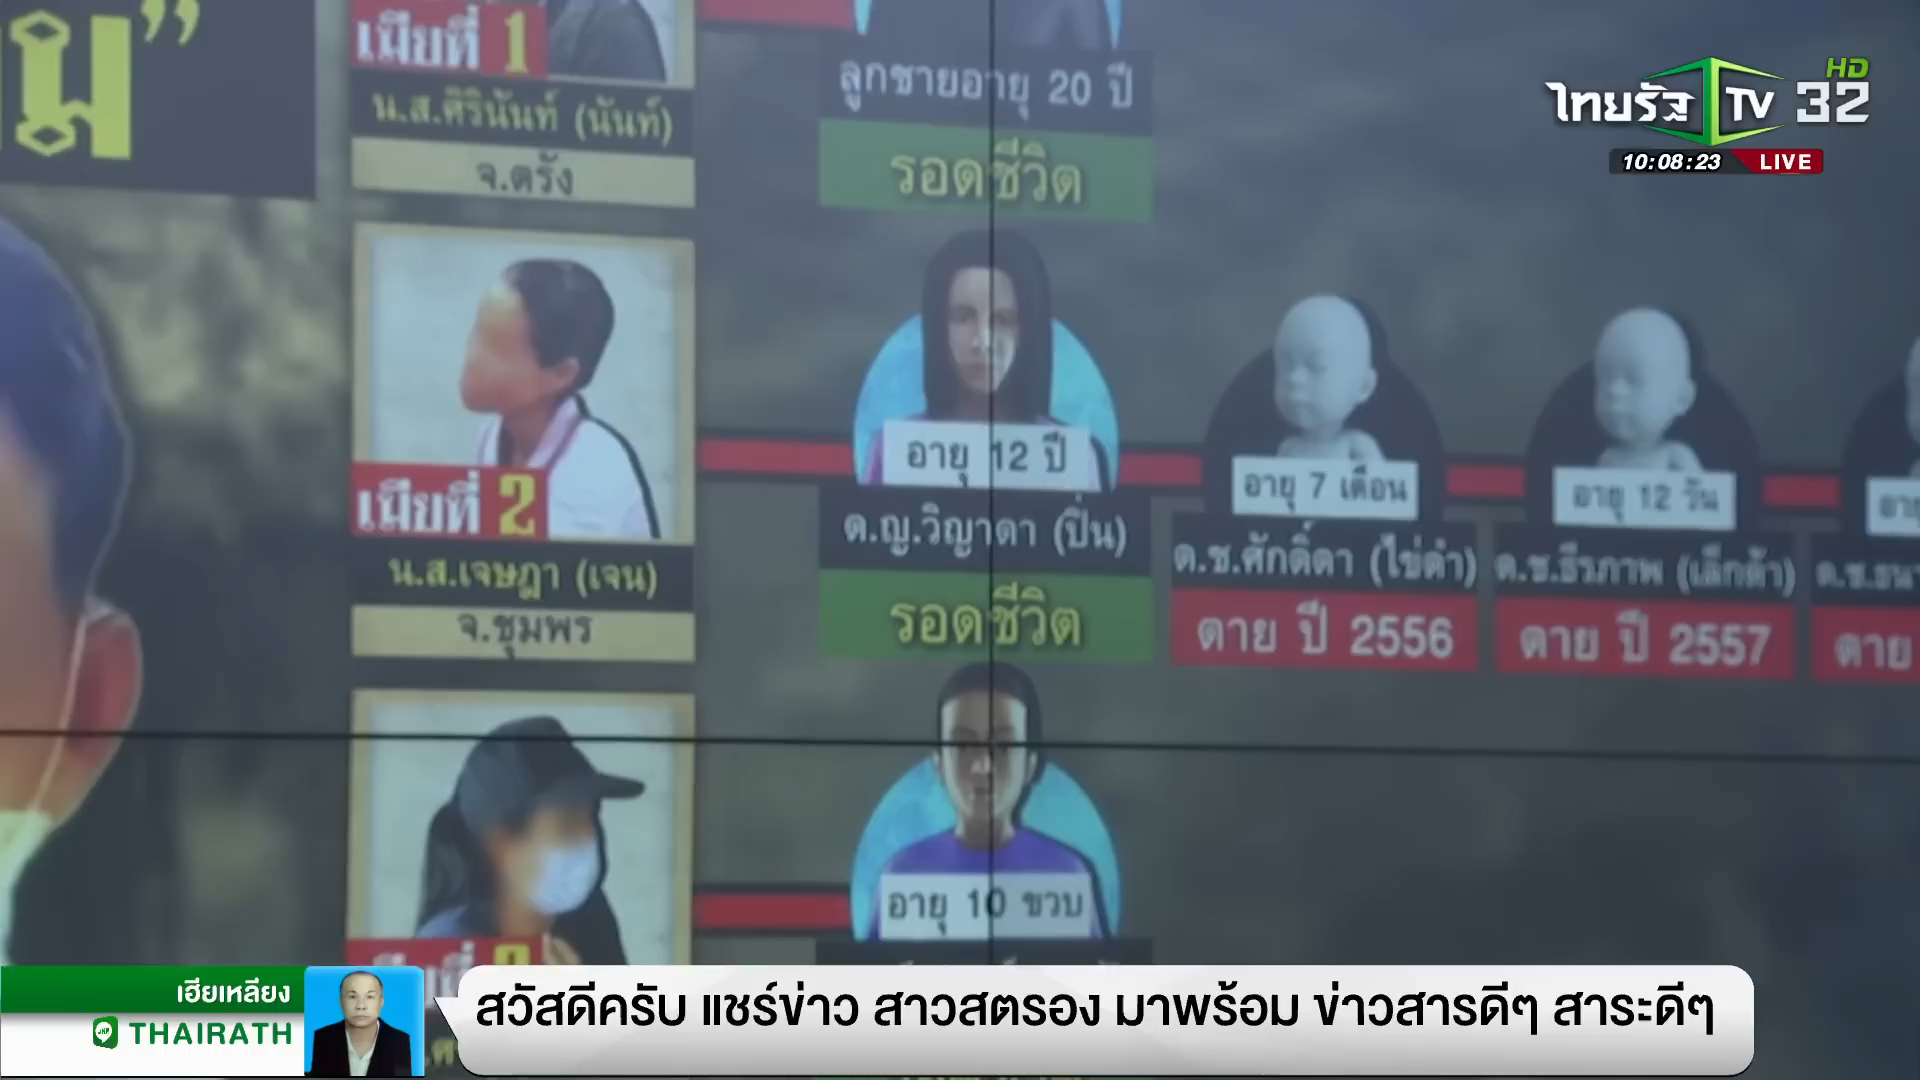 ม”
ไทยรัฐ TV HD 32
10:08:23 LIVE
เมียที่ 1
น.ส.ศิรินันท์ (นันท์)
จ.ตรัง
ลูกชายอายุ 20 ปี
รอดชีวิต
เมียที่ 2
น.ส.เจษฎา (เจน)
จ.ชุมพร
อายุ 12 ปี
ด.ญ.วิญาดา (ปิ่น)
รอดชีวิต
อายุ 7 เดือน
ด.ช.ศักดิ์ดา (ไข่ดำ)
ตาย ปี 2556
อายุ 12 วัน
ด.ช.ธีรภาพ (เล็กด้า)
ตาย ปี 2557
ตาย
อายุ 10 ขวบ
เฮียเหลียง
THAIRATH
สวัสดีครับ แชร์ข่าว สาวสตรอง มาพร้อม ข่าวสารดีๆ สาระดีๆ